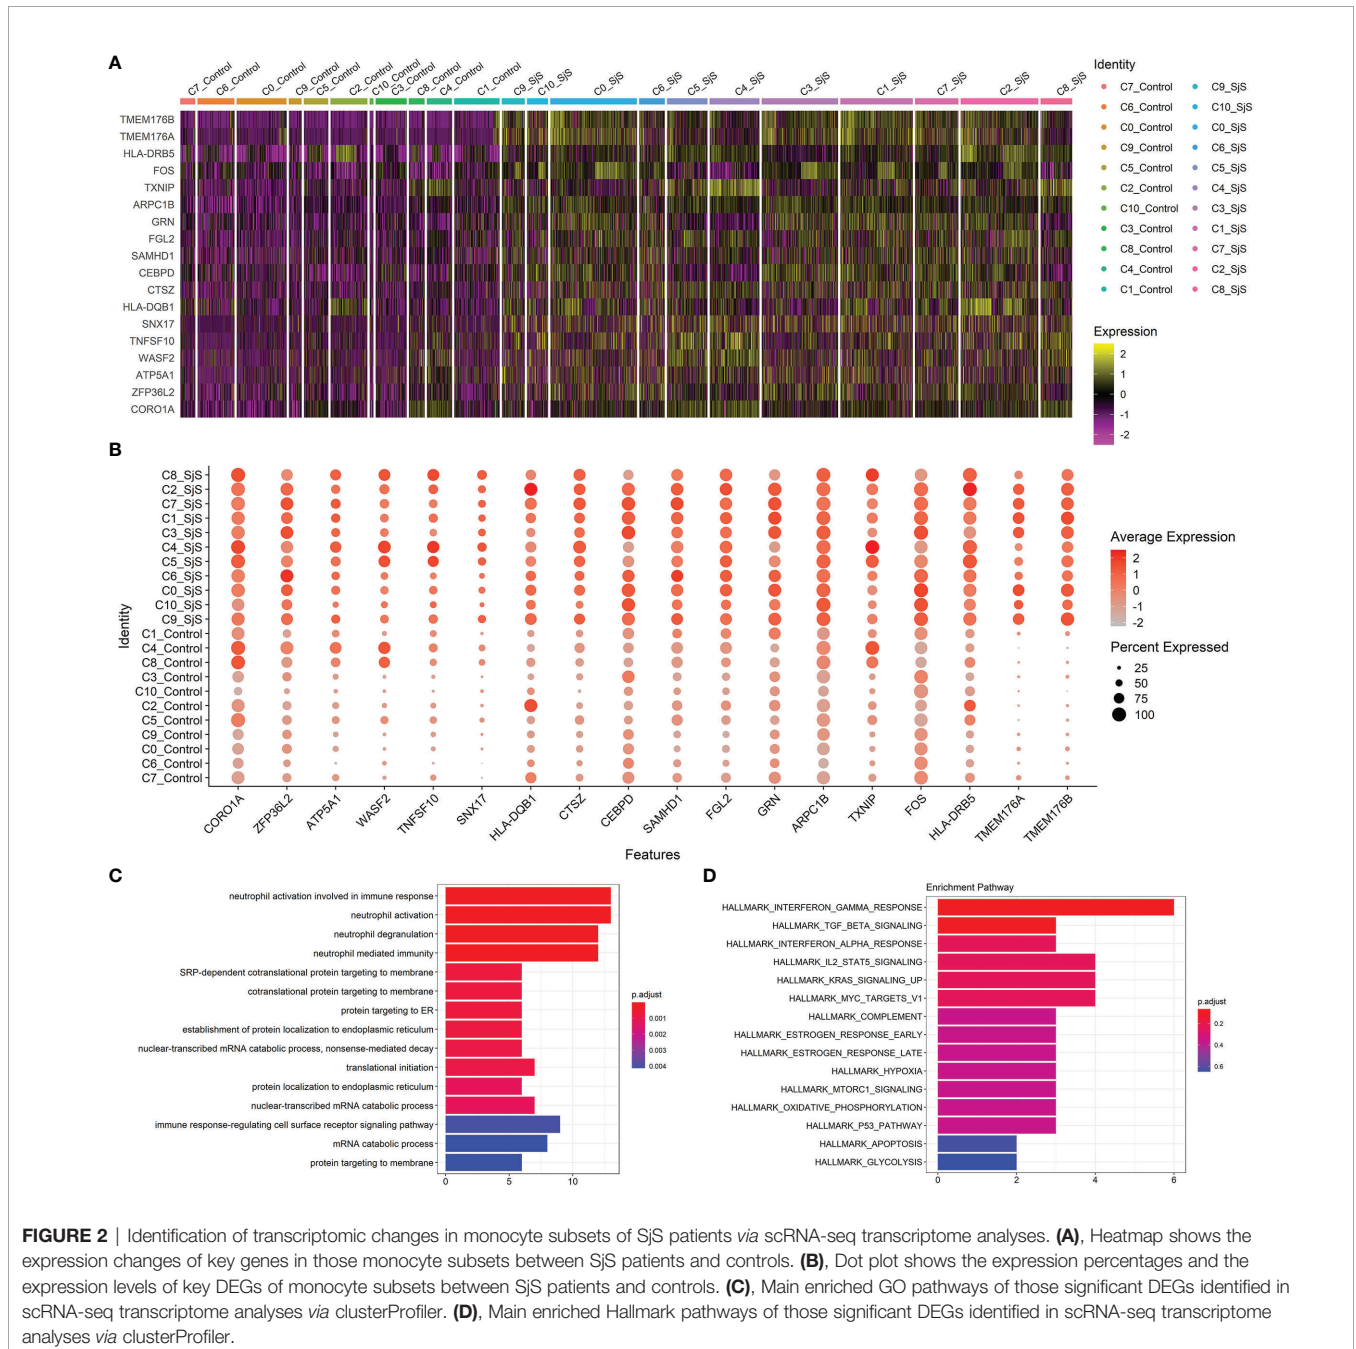 A
C7_Control
C6_Control
C0_Control
C9_Control
C5_Control
C2_Control
C10_Control
C3_Control
C8_Control
C4_Control
C1_Control
C9_SjS
C10_SjS
C0_SjS
C6_SjS
C5_SjS
C4_SjS
C3_SjS
C1_SjS
C7_SjS
C2_SjS
C8_SjS
TMEM176B
TMEM176A
HLA-DRB5
FOS
TXNIP
ARPC1B
GRN
FGL2
SAMHD1
CEBPD
CTSZ
HLA-DQB1
SNX17
TNFSF10
WASF2
ATP5A1
ZFP36L2
CORO1A
Identity
C7_Control C9_SjS
C6_Control C10_SjS
C0_Control C0_SjS
C9_Control C6_SjS
C5_Control C5_SjS
C2_Control C4_SjS
C10_Control C3_SjS
C3_Control C1_SjS
C8_Control C7_SjS
C4_Control C2_SjS
C1_Control C8_SjS
Expression
2
1
0
-1
-2
B
Identity
C8_SjS
C2_SjS
C7_SjS
C1_SjS
C3_SjS
C4_SjS
C5_SjS
C6_SjS
C0_SjS
C10_SjS
C9_SjS
C1_Control
C4_Control
C8_Control
C3_Control
C10_Control
C2_Control
C5_Control
C9_Control
C0_Control
C6_Control
C7_Control
CORO1A
ZFP36L2
ATP5A1
WASF2
TNFSF10
SNX17
HLA-DQB1
CTSZ
CEBPD
SAMHD1
FGL2
GRN
ARPC1B
TXNIP
FOS
HLA-DRB5
TMEM176A
TMEM176B
Features
Average Expression
2
1
0
-1
-2
Percent Expressed
25
50
75
100
C
neutrophil activation involved in immune response
neutrophil activation
neutrophil degranulation
neutrophil mediated immunity
SRP-dependent cotranslational protein targeting to membrane
cotranslational protein targeting to membrane
protein targeting to ER
establishment of protein localization to endoplasmic reticulum
nuclear-transcribed mRNA catabolic process, nonsense-mediated decay
translational initiation
protein localization to endoplasmic reticulum
nuclear-transcribed mRNA catabolic process
immune response-regulating cell surface receptor signaling pathway
mRNA catabolic process
protein targeting to membrane
0 5 10
p.adjust
0.001
0.002
0.003
0.004
D
Enrichment Pathway
HALLMARK_INTERFERON_GAMMA_RESPONSE
HALLMARK_TGF_BETA_SIGNALING
HALLMARK_INTERFERON_ALPHA_RESPONSE
HALLMARK_IL2_STAT5_SIGNALING
HALLMARK_KRAS_SIGNALING_UP
HALLMARK_MYC_TARGETS_V1
HALLMARK_COMPLEMENT
HALLMARK_ESTROGEN_RESPONSE_EARLY
HALLMARK_ESTROGEN_RESPONSE_LATE
HALLMARK_HYPOXIA
HALLMARK_MTORC1_SIGNALING
HALLMARK_OXIDATIVE_PHOSPHORYLATION
HALLMARK_P53_PATHWAY
HALLMARK_APOPTOSIS
HALLMARK_GLYCOLYSIS
0 2 4 6
p.adjust
0.2
0.4
0.6
FIGURE 2 | Identification of transcriptomic changes in monocyte subsets of SjS patients via scRNA-seq transcriptome analyses. (A), Heatmap shows the
expression changes of key genes in those monocyte subsets between SjS patients and controls. (B), Dot plot shows the expression percentages and the
expression levels of key DEGs of monocyte subsets between SjS patients and controls. (C), Main enriched GO pathways of those significant DEGs identified in
scRNA-seq transcriptome analyses via clusterProfiler. (D), Main enriched Hallmark pathways of those significant DEGs identified in scRNA-seq transcriptome
analyses via clusterProfiler.